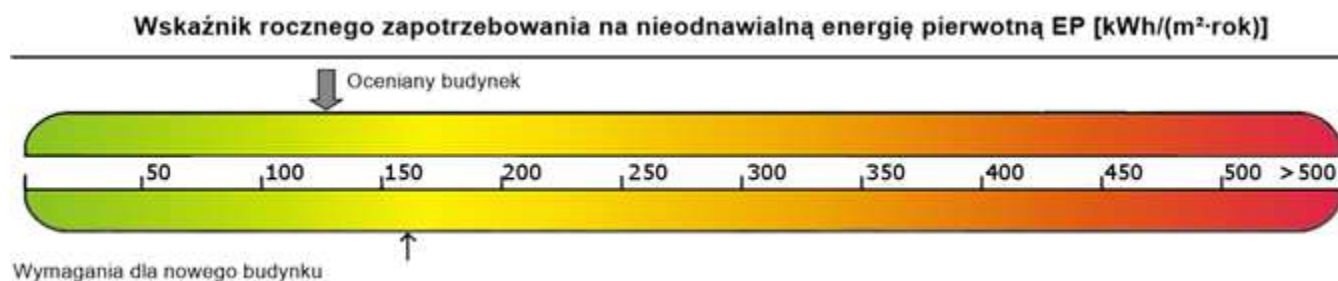 Wskaźnik rocznego zapotrzebowania na nieodnawialną energię pierwotną EP [kWh/(m²·rok)]
Oceniany budynek
50 100 150 200 250 300 350 400 450 500 > 500
Wymagania dla nowego budynku